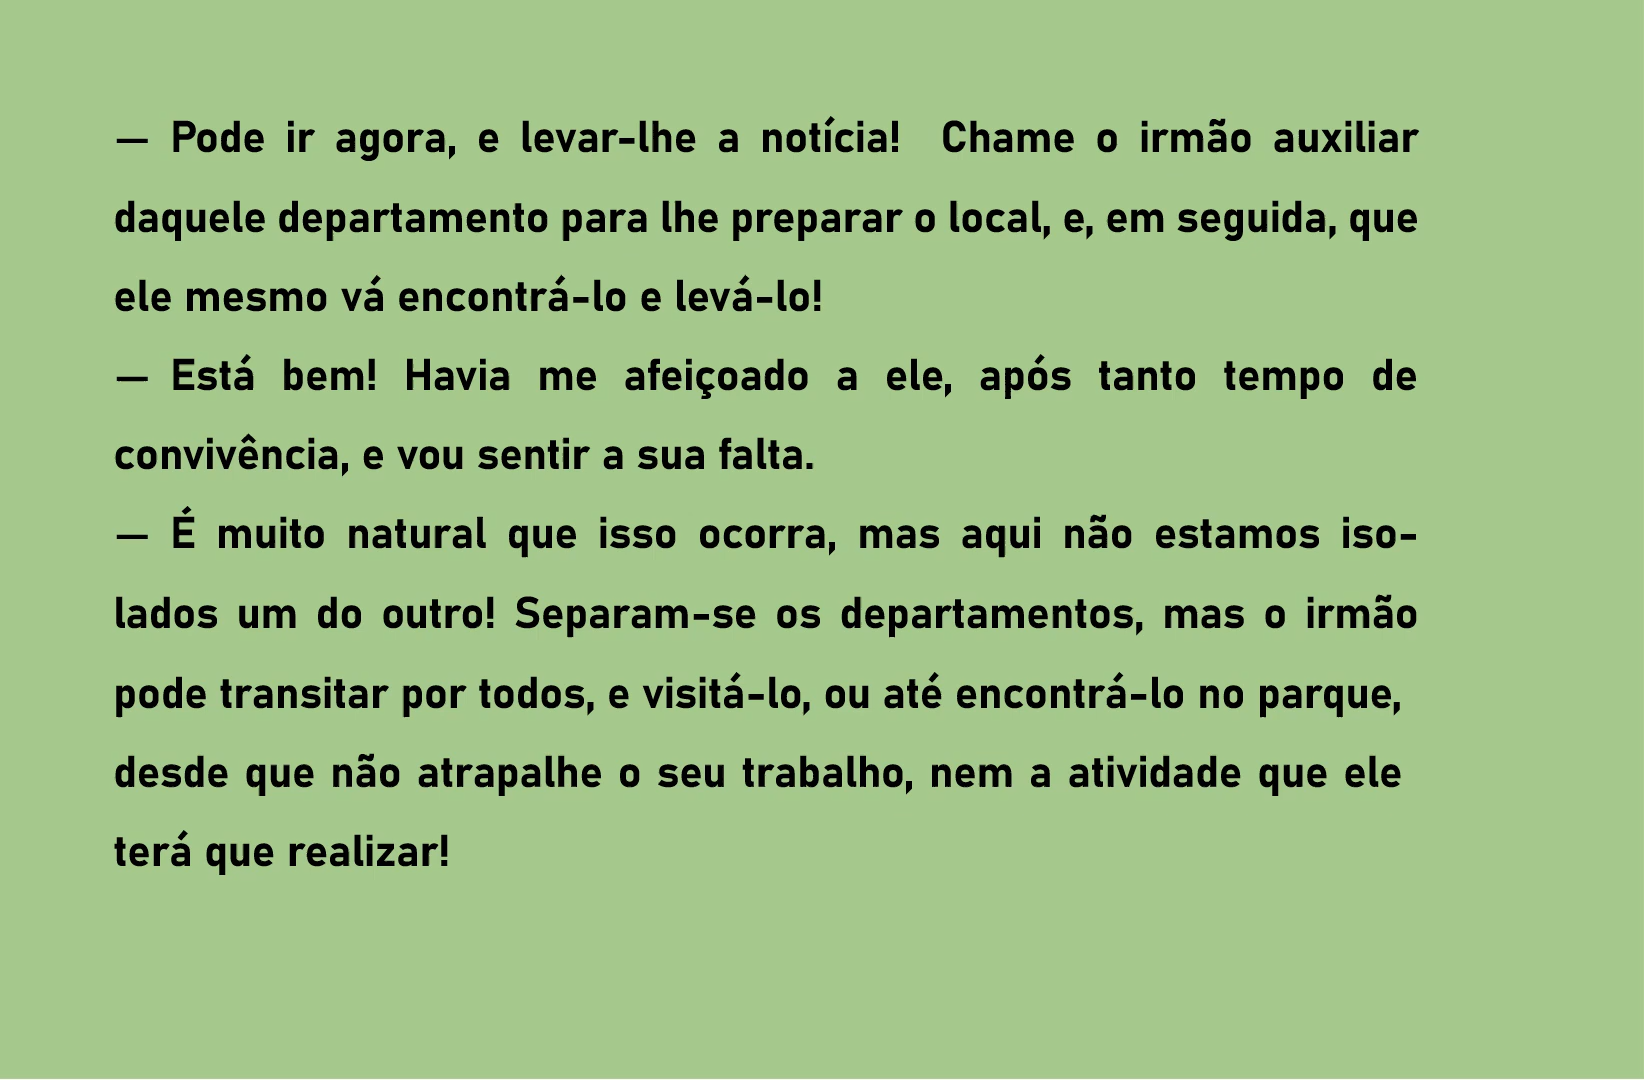 — Pode ir agora, e levar-lhe a notícia!  Chame o irmão auxiliar
daquele departamento para lhe preparar o local, e, em seguida, que
ele mesmo vá encontrá-lo e levá-lo!
— Está bem! Havia me afeiçoado a ele, após tanto tempo de
convivência, e vou sentir a sua falta.
— É muito natural que isso ocorra, mas aqui não estamos iso-
lados um do outro! Separam-se os departamentos, mas o irmão
pode transitar por todos, e visitá-lo, ou até encontrá-lo no parque,
desde que não atrapalhe o seu trabalho, nem a atividade que ele
terá que realizar!